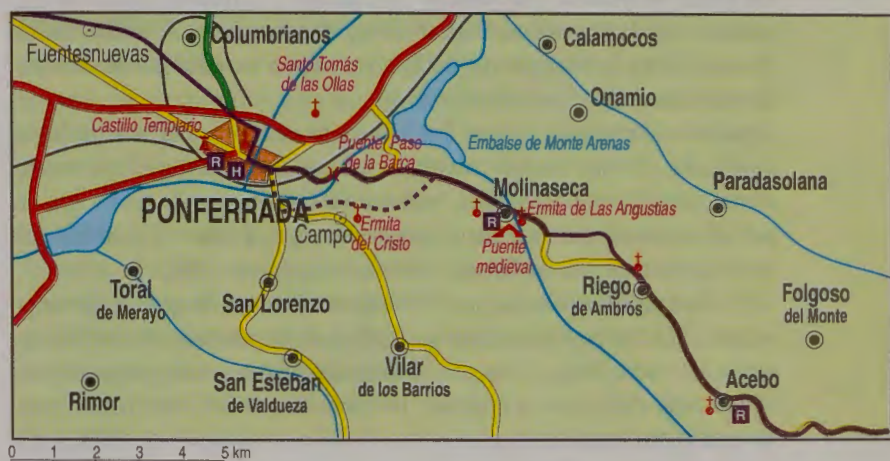 Fuentesnuevas
Columbrianos
Santo Tomás
de las Ollas
Castillo Templario
R
H
PONFERRADA
Puente Paso
de la Barca
Campo
Ermita
del Cristo
Calamocos
Onamio
Embalse de Monte Arenas
Molinaseca
Ermita de Las Angustias
R
Puente
medieval
Paradasolana
Riego
de Ambrós
Folgoso
del Monte
Toral
de Merayo
San Lorenzo
Rimor
San Esteban
de Valdueza
Vilar
de los Barrios
Acebo
R
0 1 2 3 4 5 km